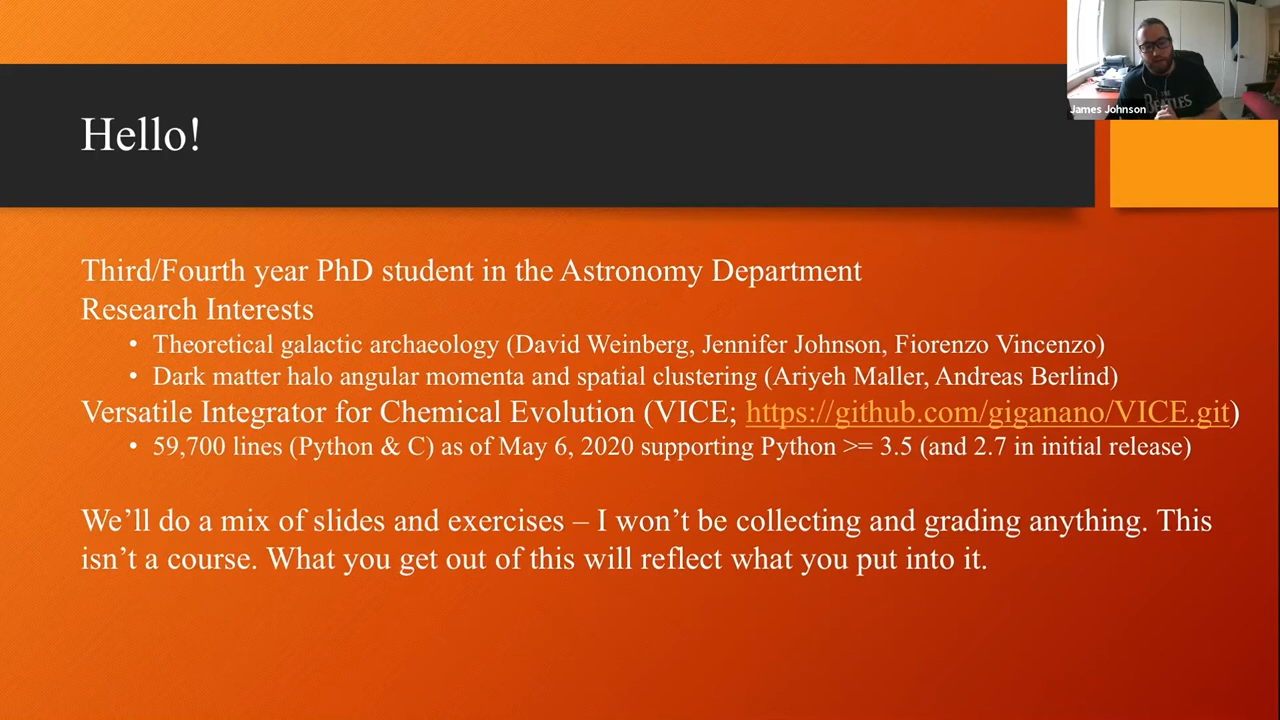 James Johnson
THE
BEATLES
Hello!
Third/Fourth year PhD student in the Astronomy Department
Research Interests
• Theoretical galactic archaeology (David Weinberg, Jennifer Johnson, Fiorenzo Vincenzo)
• Dark matter halo angular momenta and spatial clustering (Ariyeh Maller, Andreas Berlind)
Versatile Integrator for Chemical Evolution (VICE; https://github.com/giganano/VICE.git)
• 59,700 lines (Python & C) as of May 6, 2020 supporting Python >= 3.5 (and 2.7 in initial release)
We’ll do a mix of slides and exercises – I won’t be collecting and grading anything. This
isn’t a course. What you get out of this will reflect what you put into it.